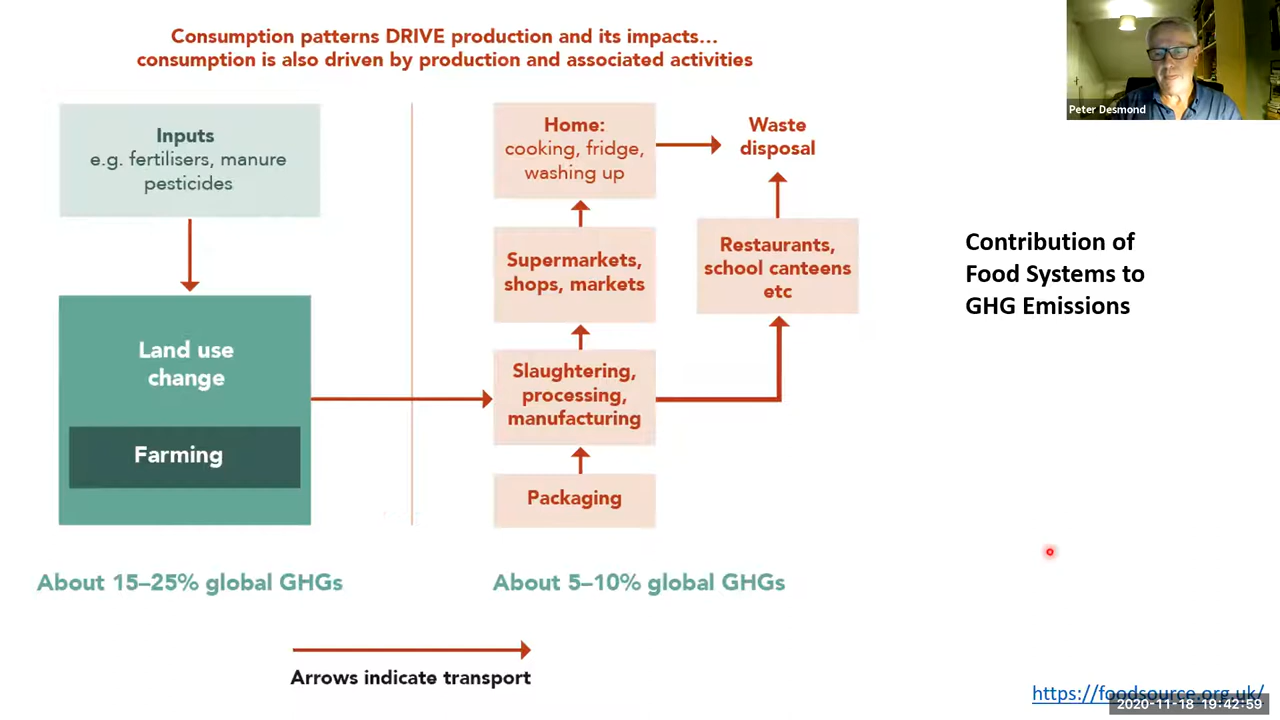 Consumption patterns DRIVE production and its impacts...
consumption is also driven by production and associated activities
Peter Desmond
Inputs
e.g. fertilisers, manure
pesticides
Land use
change
Farming
About 15–25% global GHGs
Home:
cooking, fridge,
washing up
Waste
disposal
Supermarkets,
shops, markets
Restaurants,
school canteens
etc
Slaughtering,
processing,
manufacturing
Packaging
About 5–10% global GHGs
Arrows indicate transport
Contribution of
Food Systems to
GHG Emissions
https://foodsource.org.uk/
2020-11-18 19:42:59